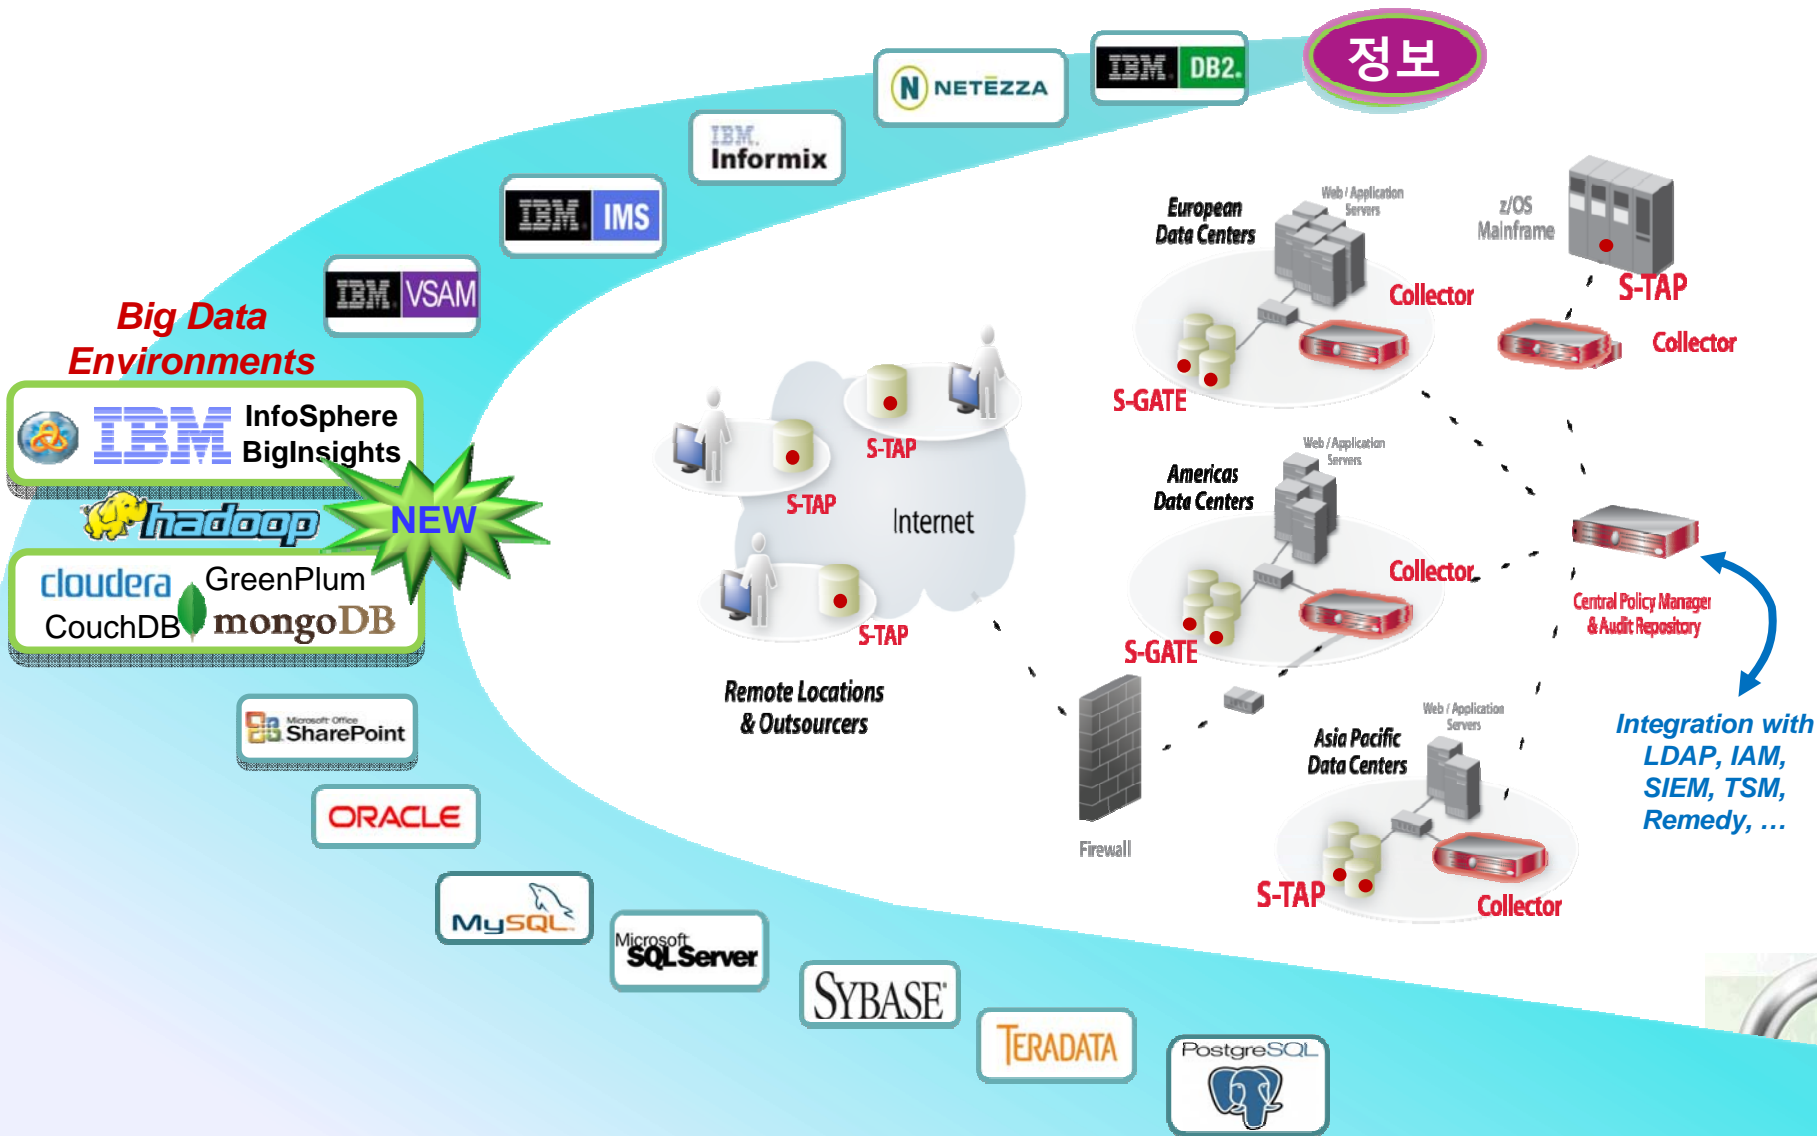 정보
IBM. DB2.
N NETEZZA
IBM.
Informix
IBM. IMS
IBM. VSAM
Big Data
Environments
IBM InfoSphere
BigInsights
hadoop
NEW
cloudera GreenPlum
CouchDB mongoDB
Microsoft Office
SharePoint
ORACLE
MySQL
Microsoft
SQL Server
SYBASE
TERADATA
PostgreSQL
S-TAP
S-TAP
Internet
S-TAP
Remote Locations
& Outsourcers
Firewall
European
Data Centers
Web / Application
Servers
Collector
S-GATE
z/OS
Mainframe
S-TAP
Collector
Americas
Data Centers
Web / Application
Servers
Collector
S-GATE
Central Policy Manager
& Audit Repository
Asia Pacific
Data Centers
Web / Application
Servers
S-TAP
Collector
Integration with
LDAP, IAM,
SIEM, TSM,
Remedy, …